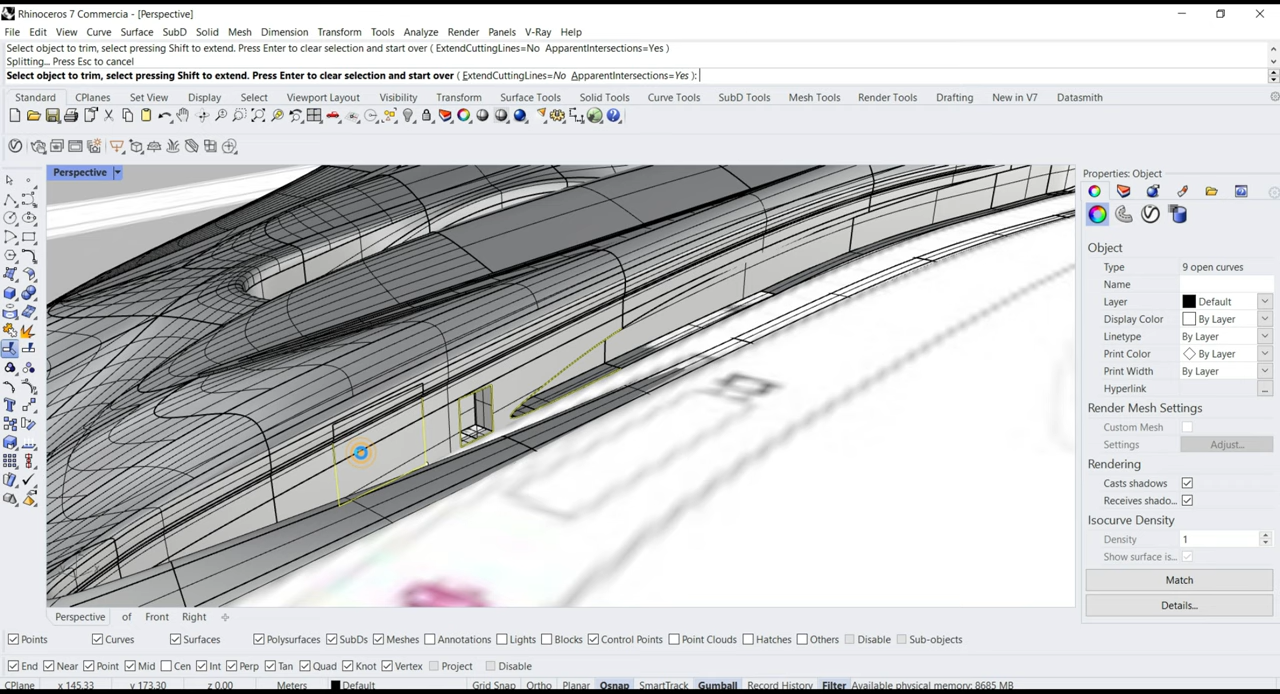 Rhinoceros 7 Commercia - [Perspective]
File Edit View Curve Surface SubD Solid Mesh Dimension Transform Tools Analyze Render Panels V-Ray Help
Select object to trim, select pressing Shift to extend. Press Enter to clear selection and start over ( ExtendCuttingLines=No ApparentIntersections=Yes )
Splitting... Press Esc to cancel
Select object to trim, select pressing Shift to extend. Press Enter to clear selection and start over ( ExtendCuttingLines=No ApparentIntersections=Yes ):
Standard CPlanes Set View Display Select Viewport Layout Visibility Transform Surface Tools Solid Tools Curve Tools SubD Tools Mesh Tools Render Tools Drafting New in V7 Datasmith
Perspective
Properties: Object
Object
Type 9 open curves
Name
Layer Default
Display Color By Layer
Linetype By Layer
Print Color By Layer
Print Width By Layer
Hyperlink ...
Render Mesh Settings
Custom Mesh
Settings Adjust...
Rendering
Casts shadows
Receives shado...
Isocurve Density
Density 1
Show surface is...
Match
Details...
Perspective of Front Right
Points Curves Surfaces Polysurfaces SubDs Meshes Annotations Lights Blocks Control Points Point Clouds Hatches Others Disable Sub-objects
End Near Point Mid Cen Int Perp Tan Quad Knot Vertex Project Disable
CPlane x 145.33 y 173.30 z 0.00 Meters Default Grid Snap Ortho Planar Osnap SmartTrack Gumball Record History Filter Available physical memory: 8685 MB